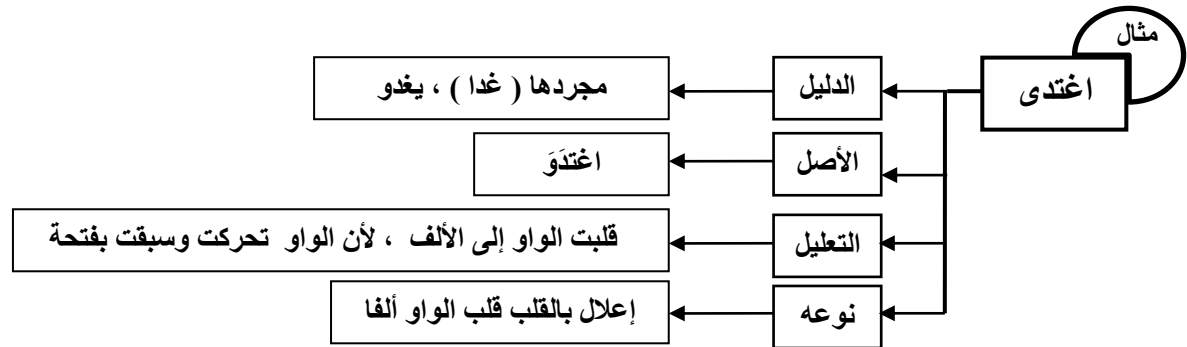 مثال
اغتدى
الدليل
مجردها ( غدا ) ، يغدو
الأصل
اغتدَوَ
التعليل
قلبت الواو إلى الألف ، لأن الواو تحركت وسبقت بفتحة
نوعه
إعلال بالقلب قلب الواو ألفا